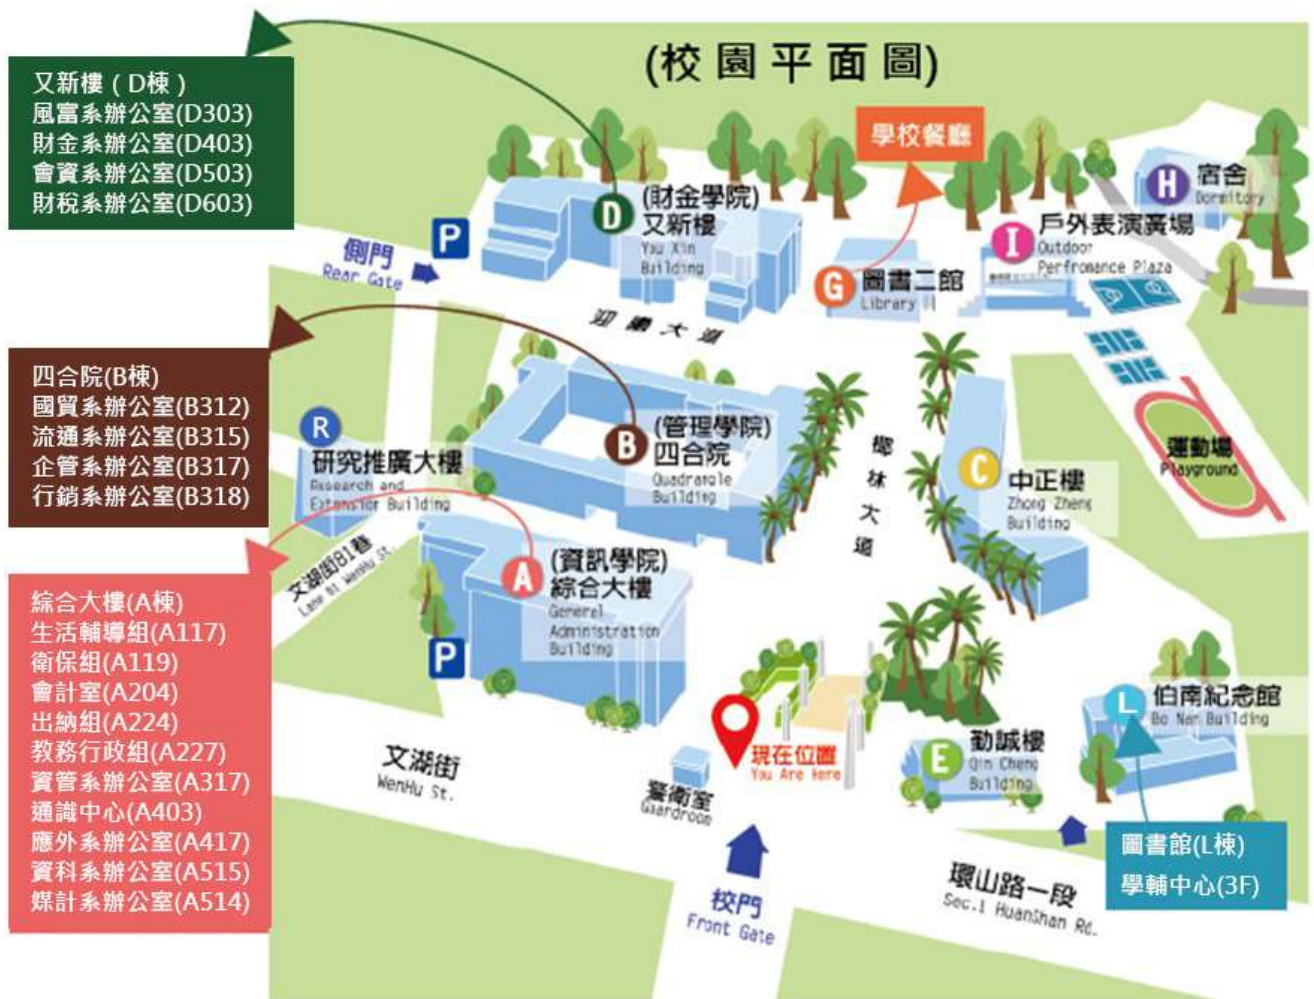 (校園平面圖)
又新樓（D棟）
風富系辦公室(D303)
財金系辦公室(D403)
會資系辦公室(D503)
財稅系辦公室(D603)
學校餐廳
H
宿舍
Dormitory
D
(財金學院)
又新樓
You Xin
Building
P
側門
Rear Gate
I
戶外表演廣場
Outdoor
Perfromance Plaza
G
圖書二館
Library II
迎曦大道
四合院(B棟)
國貿系辦公室(B312)
流通系辦公室(B315)
企管系辦公室(B317)
行銷系辦公室(B318)
R
研究推廣大樓
Research and
Extension Building
B
(管理學院)
四合院
Quadrangle
Building
椰林大道
C
中正樓
Zhong Zheng
Building
運動場
Playground
文湖街81巷
Lane 81 WenHu St.
A
(資訊學院)
綜合大樓
General
Administration
Building
P
綜合大樓(A棟)
生活輔導組(A117)
衛保組(A119)
會計室(A204)
出納組(A224)
教務行政組(A227)
資管系辦公室(A317)
通識中心(A403)
應外系辦公室(A417)
資科系辦公室(A515)
媒計系辦公室(A514)
文湖街
WenHu St.
警衛室
Guardroom
現在位置
You Are Here
E
勤誠樓
Qin Cheng
Building
L
伯南紀念館
Bo Nan Building
圖書館(L棟)
學輔中心(3F)
環山路一段
Sec.1 HuanShan Rd.
校門
Front Gate